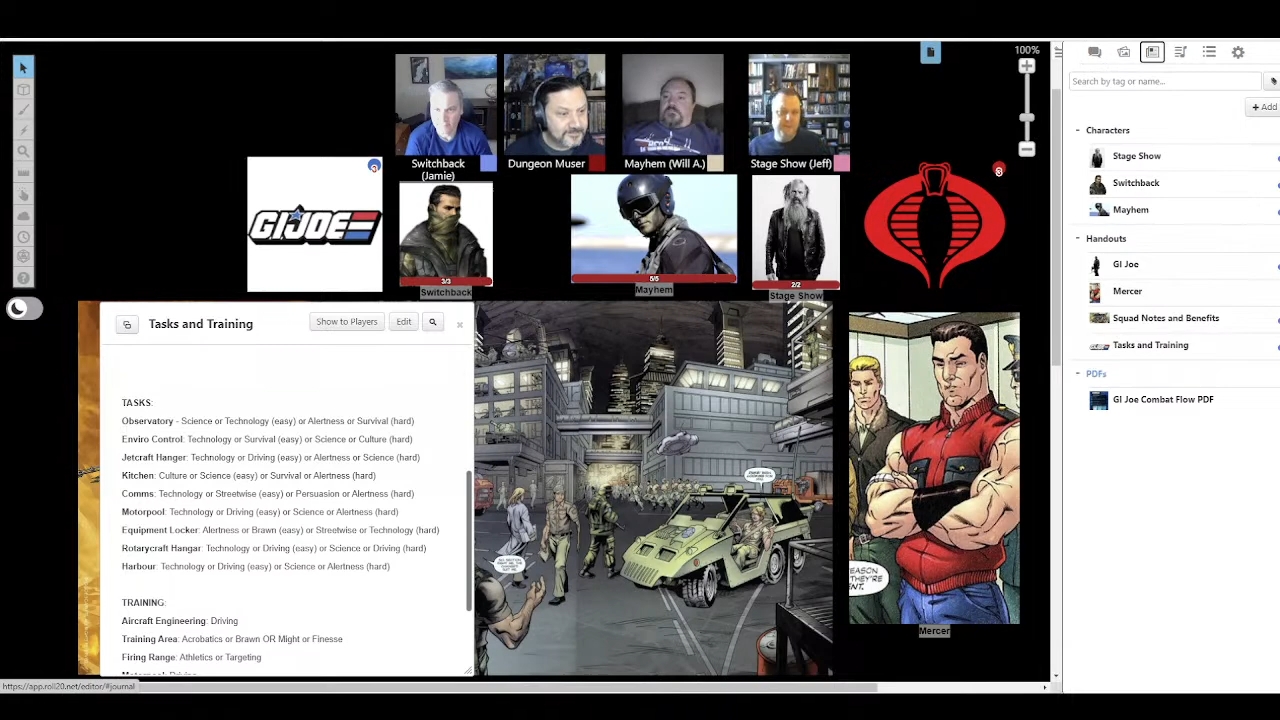 100%
Search by tag or name...
+ Add
Characters
Stage Show
Switchback
Mayhem
Handouts
GI Joe
Mercer
Squad Notes and Benefits
Tasks and Training
PDFs
GI Joe Combat Flow PDF
Switchback
(Jamie)
Dungeon Muser
Mayhem (Will A.)
Stage Show (Jeff)
GI JOE
3
3
3/3
Switchback
5/5
Mayhem
2/2
Stage Show
Tasks and Training
Show to Players
Edit
TASKS:
Observatory - Science or Technology (easy) or Alertness or Survival (hard)
Enviro Control: Technology or Survival (easy) or Science or Culture (hard)
Jetcraft Hanger: Technology or Driving (easy) or Alertness or Science (hard)
Kitchen: Culture or Science (easy) or Survival or Alertness (hard)
Comms: Technology or Streetwise (easy) or Persuasion or Alertness (hard)
Motorpool: Technology or Driving (easy) or Science or Alertness (hard)
Equipment Locker: Alertness or Brawn (easy) or Streetwise or Technology (hard)
Rotarycraft Hangar: Technology or Driving (easy) or Science or Driving (hard)
Harbour: Technology or Driving (easy) or Science or Alertness (hard)
TRAINING:
Aircraft Engineering: Driving
Training Area: Acrobatics or Brawn OR Might or Finesse
Firing Range: Athletics or Targeting
Motorpool: Driving
Mercer
https://app.roll20.net/editor/#journal